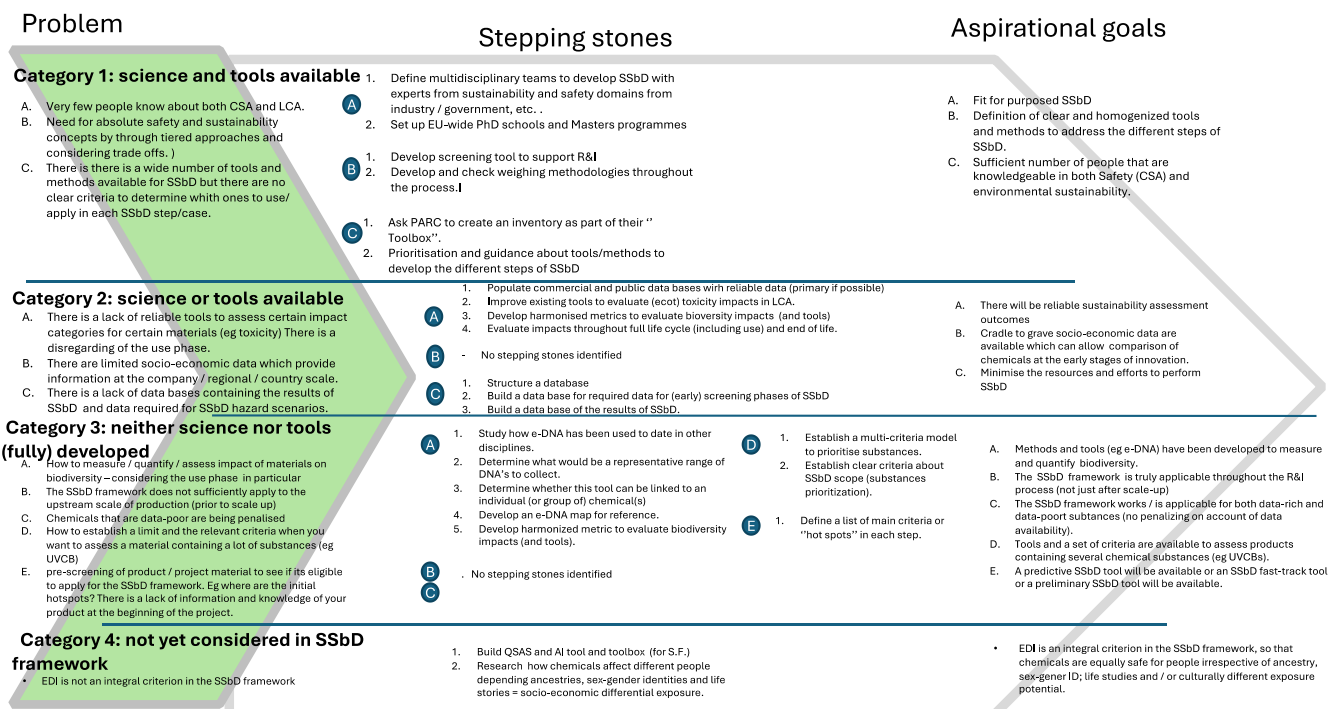 Problem
Stepping stones
Aspirational goals
Category 1: science and tools available
A. Very few people know about both CSA and LCA.
B. Need for absolute safety and sustainability
concepts by through tiered approaches and
considering trade offs. )
C. There is there is a wide number of tools and
methods available for SSbD but there are no
clear criteria to determine whith ones to use/
apply in each SSbD step/case.
A
1. Define multidisciplinary teams to develop SSbD with
experts from sustainability and safety domains from
industry / government, etc. .
2. Set up EU-wide PhD schools and Masters programmes
B
1. Develop screening tool to support R&I
2. Develop and check weighing methodologies throughout
the process.I
C
1. Ask PARC to create an inventory as part of their ‘’
Toolbox’’.
2. Prioritisation and guidance about tools/methods to
develop the different steps of SSbD
A. Fit for purposed SSbD
B. Definition of clear and homogenized tools
and methods to address the different steps of
SSbD.
C. Sufficient number of people that are
knowledgeable in both Safety (CSA) and
environmental sustainability.
Category 2: science or tools available
A. There is a lack of reliable tools to assess certain impact
categories for certain materials (eg toxicity) There is a
disregarding of the use phase.
B. There are limited socio-economic data which provide
information at the company / regional / country scale.
C. There is a lack of data bases containing the results of
SSbD and data required for SSbD hazard scenarios.
A
1. Populate commercial and public data bases wirh reliable data (primary if possible)
2. Improve existing tools to evaluate (ecot) toxicity impacts in LCA.
3. Develop harmonised metrics to evaluate bioversity impacts (and tools)
4. Evaluate impacts throughout full life cycle (including use) and end of life.
B
- No stepping stones identified
C
1. Structure a database
2. Build a data base for required data for (early) screening phases of SSbD
3. Build a data base of the results of SSbD.
A. There will be reliable sustainability assessment
outcomes
B. Cradle to grave socio-economic data are
available which can allow comparison of
chemicals at the early stages of innovation.
C. Minimise the resources and efforts to perform
SSbD
Category 3: neither science nor tools
(fully) developed
A. How to measure / quantify / assess impact of materials on
biodiversity – considering the use phase in particular
B. The SSbD framework does not sufficiently apply to the
upstream scale of production (prior to scale up)
C. Chemicals that are data-poor are being penalised
D. How to establish a limit and the relevant criteria when you
want to assess a material containing a lot of substances (eg
UVCB)
E. pre-screening of product / project material to see if its eligible
to apply for the SSbD framework. Eg where are the initial
hotspots? There is a lack of information and knowledge of your
product at the beginning of the project.
A
1. Study how e-DNA has been used to date in other
disciplines.
2. Determine what would be a representative range of
DNA's to collect.
3. Determine whether this tool can be linked to an
individual (or group of) chemical(s)
4. Develop an e-DNA map for reference.
5. Develop harmonized metric to evaluate biodiversity
impacts (and tools).
B
C
. No stepping stones identified
D
1. Establish a multi-criteria model
to prioritise substances.
2. Establish clear criteria about
SSbD scope (substances
prioritization).
E
1. Define a list of main criteria or
‘’hot spots’’ in each step.
A. Methods and tools (eg e-DNA) have been developed to measure
and quantify biodiversity.
B. The SSbD framework is truly applicable throughout the R&I
process (not just after scale-up)
C. The SSbD framework works / is applicable for both data-rich and
data-poort subtances (no penalizing on account of data
availability).
D. Tools and a set of criteria are available to assess products
containing several chemical substances (eg UVCBs).
E. A predictive SSbD tool will be available or an SSbD fast-track tool
or a preliminary SSbD tool will be available.
Category 4: not yet considered in SSbD
framework
• EDI is not an integral criterion in the SSbD framework
1. Build QSAS and AI tool and toolbox (for S.F.)
2. Research how chemicals affect different people
depending ancestries, sex-gender identities and life
stories = socio-economic differential exposure.
• EDI is an integral criterion in the SSbD framework, so that
chemicals are equally safe for people irrespective of ancestry,
sex-gener ID; life studies and / or culturally different exposure
potential.